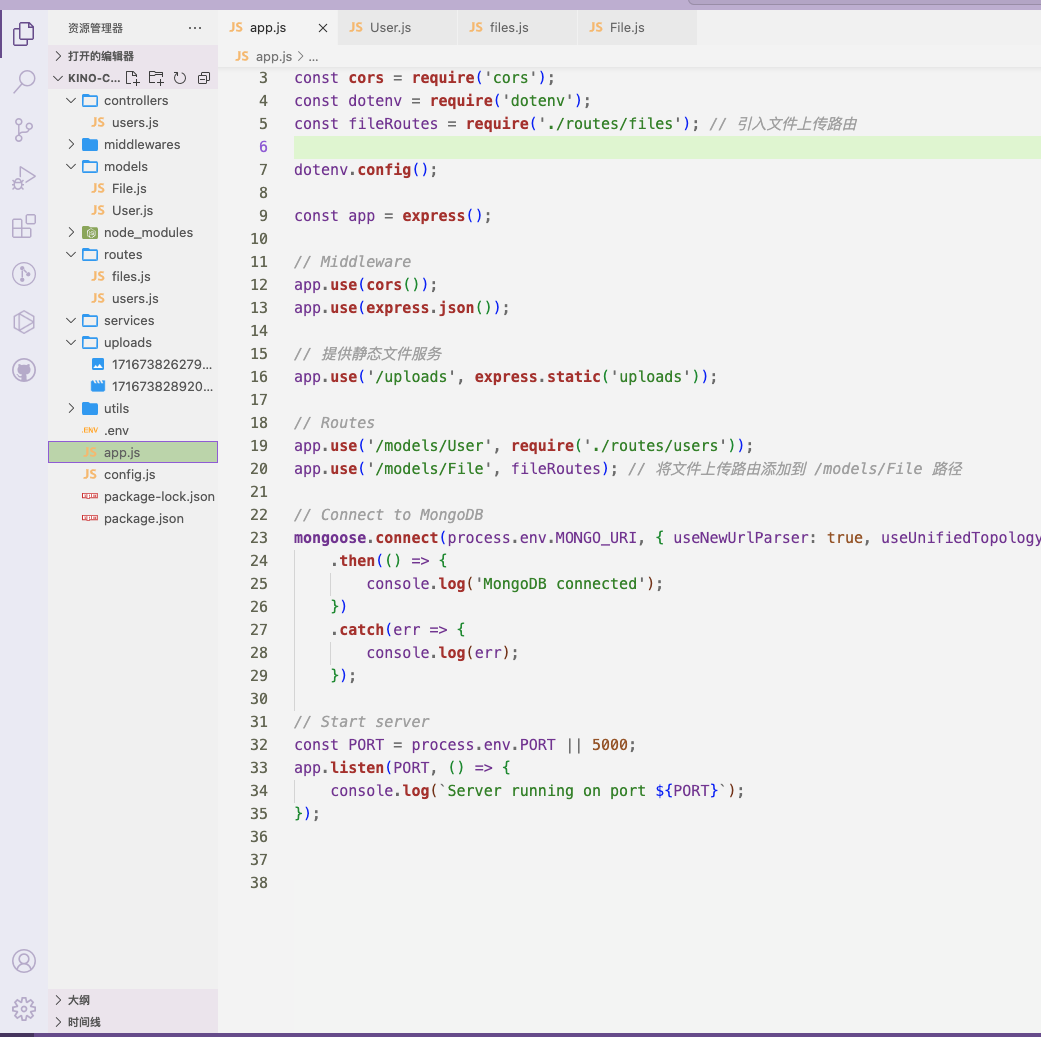 资源管理器 ...
打开的编辑器
KINO-C...
controllers
JS users.js
middlewares
models
JS File.js
JS User.js
node_modules
routes
JS files.js
JS users.js
services
uploads
171673826279...
171673828920...
utils
.ENV .env
JS app.js
JS config.js
package-lock.json
package.json
大纲
时间线
JS app.js JS User.js JS files.js JS File.js
JS app.js > ...
3 const cors = require('cors');
4 const dotenv = require('dotenv');
5 const fileRoutes = require('./routes/files'); // 引入文件上传路由
6
7 dotenv.config();
8
9 const app = express();
10
11 // Middleware
12 app.use(cors());
13 app.use(express.json());
14
15 // 提供静态文件服务
16 app.use('/uploads', express.static('uploads'));
17
18 // Routes
19 app.use('/models/User', require('./routes/users'));
20 app.use('/models/File', fileRoutes); // 将文件上传路由添加到 /models/File 路径
21
22 // Connect to MongoDB
23 mongoose.connect(process.env.MONGO_URI, { useNewUrlParser: true, useUnifiedTopology
24 .then(() => {
25 console.log('MongoDB connected');
26 })
27 .catch(err => {
28 console.log(err);
29 });
30
31 // Start server
32 const PORT = process.env.PORT || 5000;
33 app.listen(PORT, () => {
34 console.log(`Server running on port ${PORT}`);
35 });
36
37
38